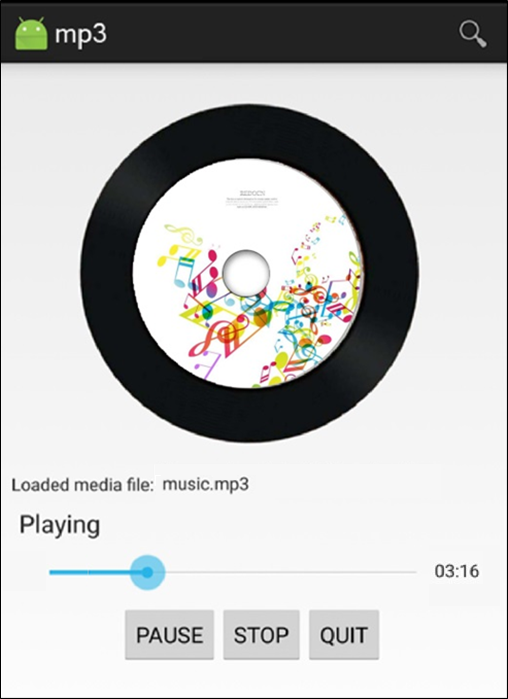 mp3
Loaded media file: music.mp3
Playing
03:16
PAUSE STOP QUIT